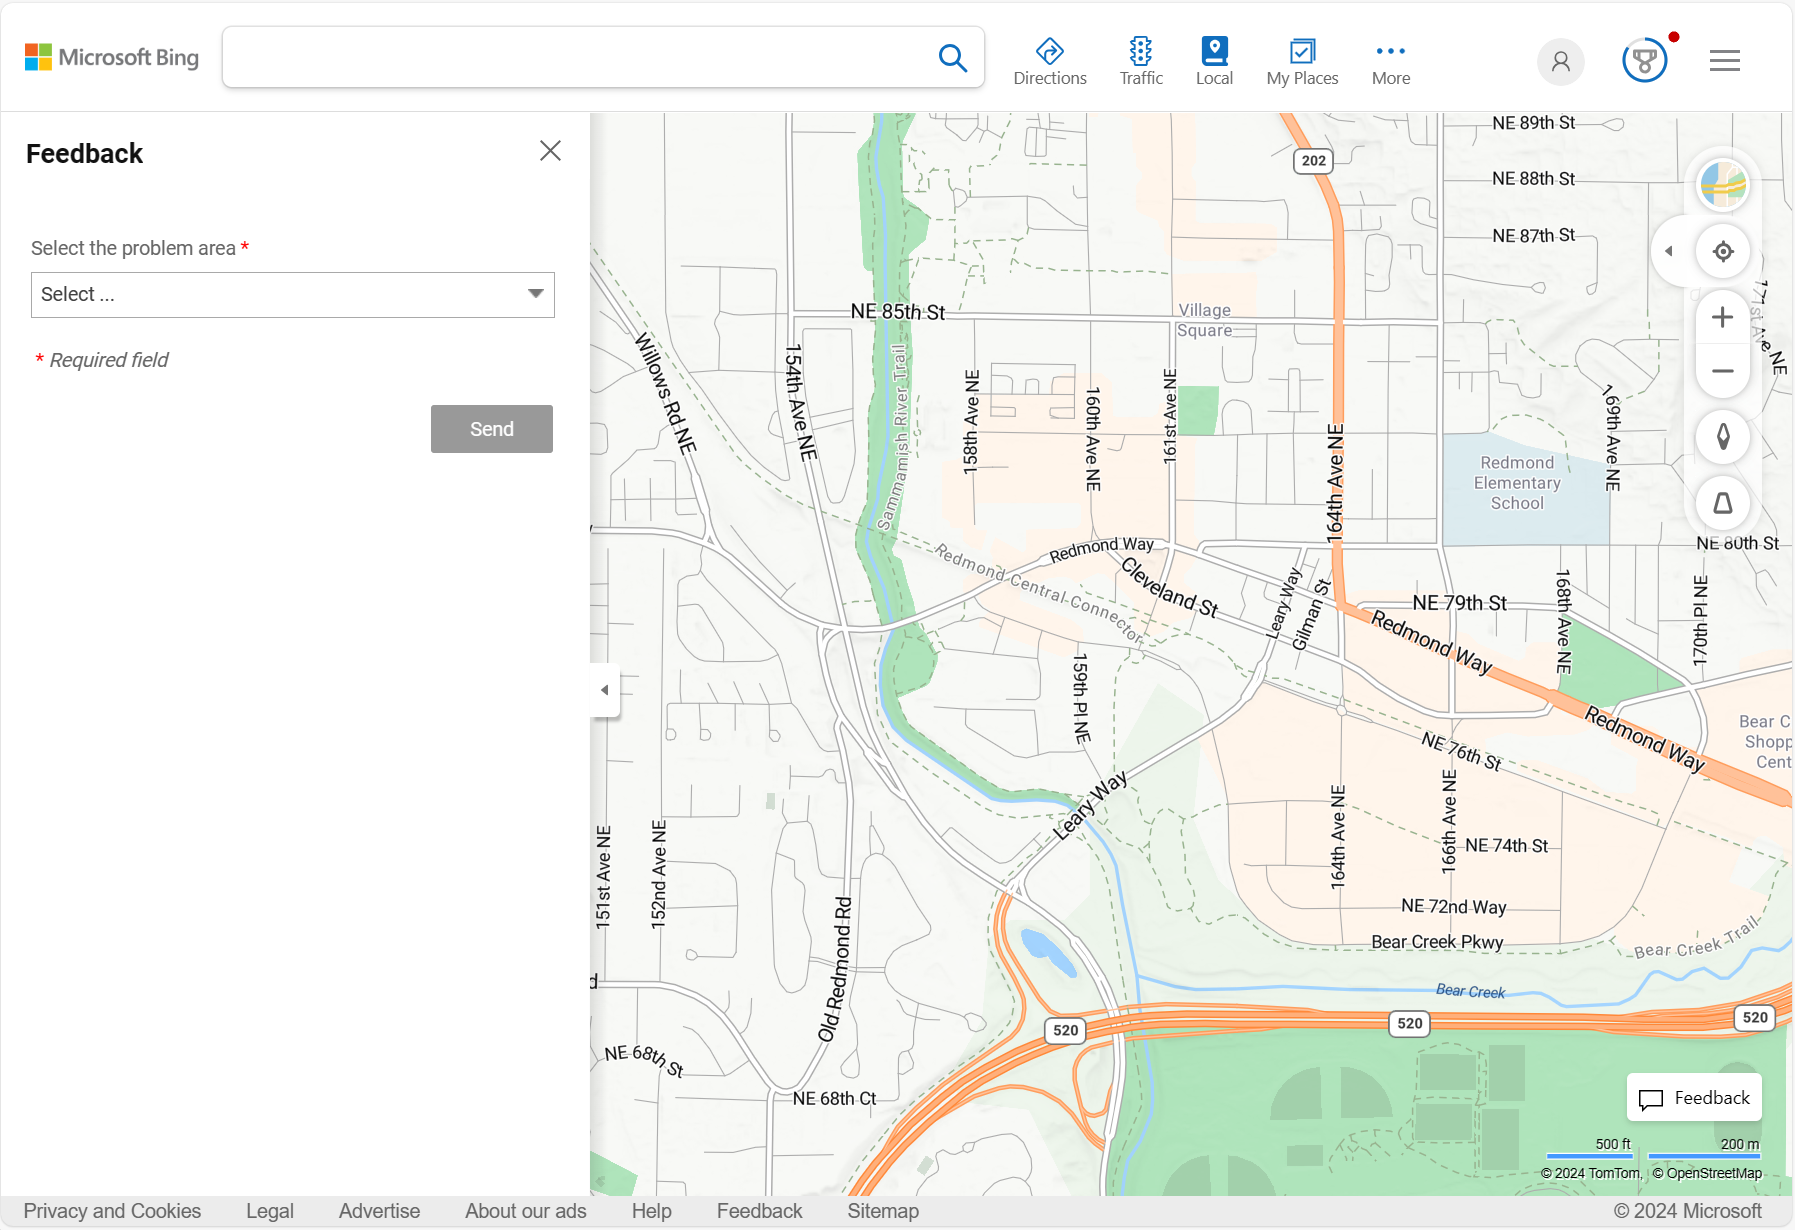 Microsoft Bing
Directions
Traffic
Local
My Places
More
Feedback
Select the problem area *
Select ...
* Required field
Send
NE 89th St
202
NE 88th St
NE 87th St
NE 85th St
Village
Square
171st Ave NE
Willows Rd NE
154th Ave NE
Sammamish River Trail
158th Ave NE
160th Ave NE
161st Ave NE
164th Ave NE
169th Ave NE
Redmond
Elementary
School
NE 80th St
Redmond Way
Redmond Central Connector
Cleveland St
Leary Way
Gilman St
NE 79th St
168th Ave NE
170th Pl NE
Redmond Way
159th Pl NE
Redmond Way
Bear C
Shopp
Cent
NE 76th St
Leary Way
164th Ave NE
166th Ave NE
NE 74th St
151st Ave NE
152nd Ave NE
Old Redmond Rd
NE 72nd Way
Bear Creek Pkwy
Bear Creek Trail
d
Bear Creek
520
520
520
NE 68th St
NE 68th Ct
Feedback
500 ft
200 m
© 2024 TomTom, © OpenStreetMap
Privacy and Cookies
Legal
Advertise
About our ads
Help
Feedback
Sitemap
© 2024 Microsoft